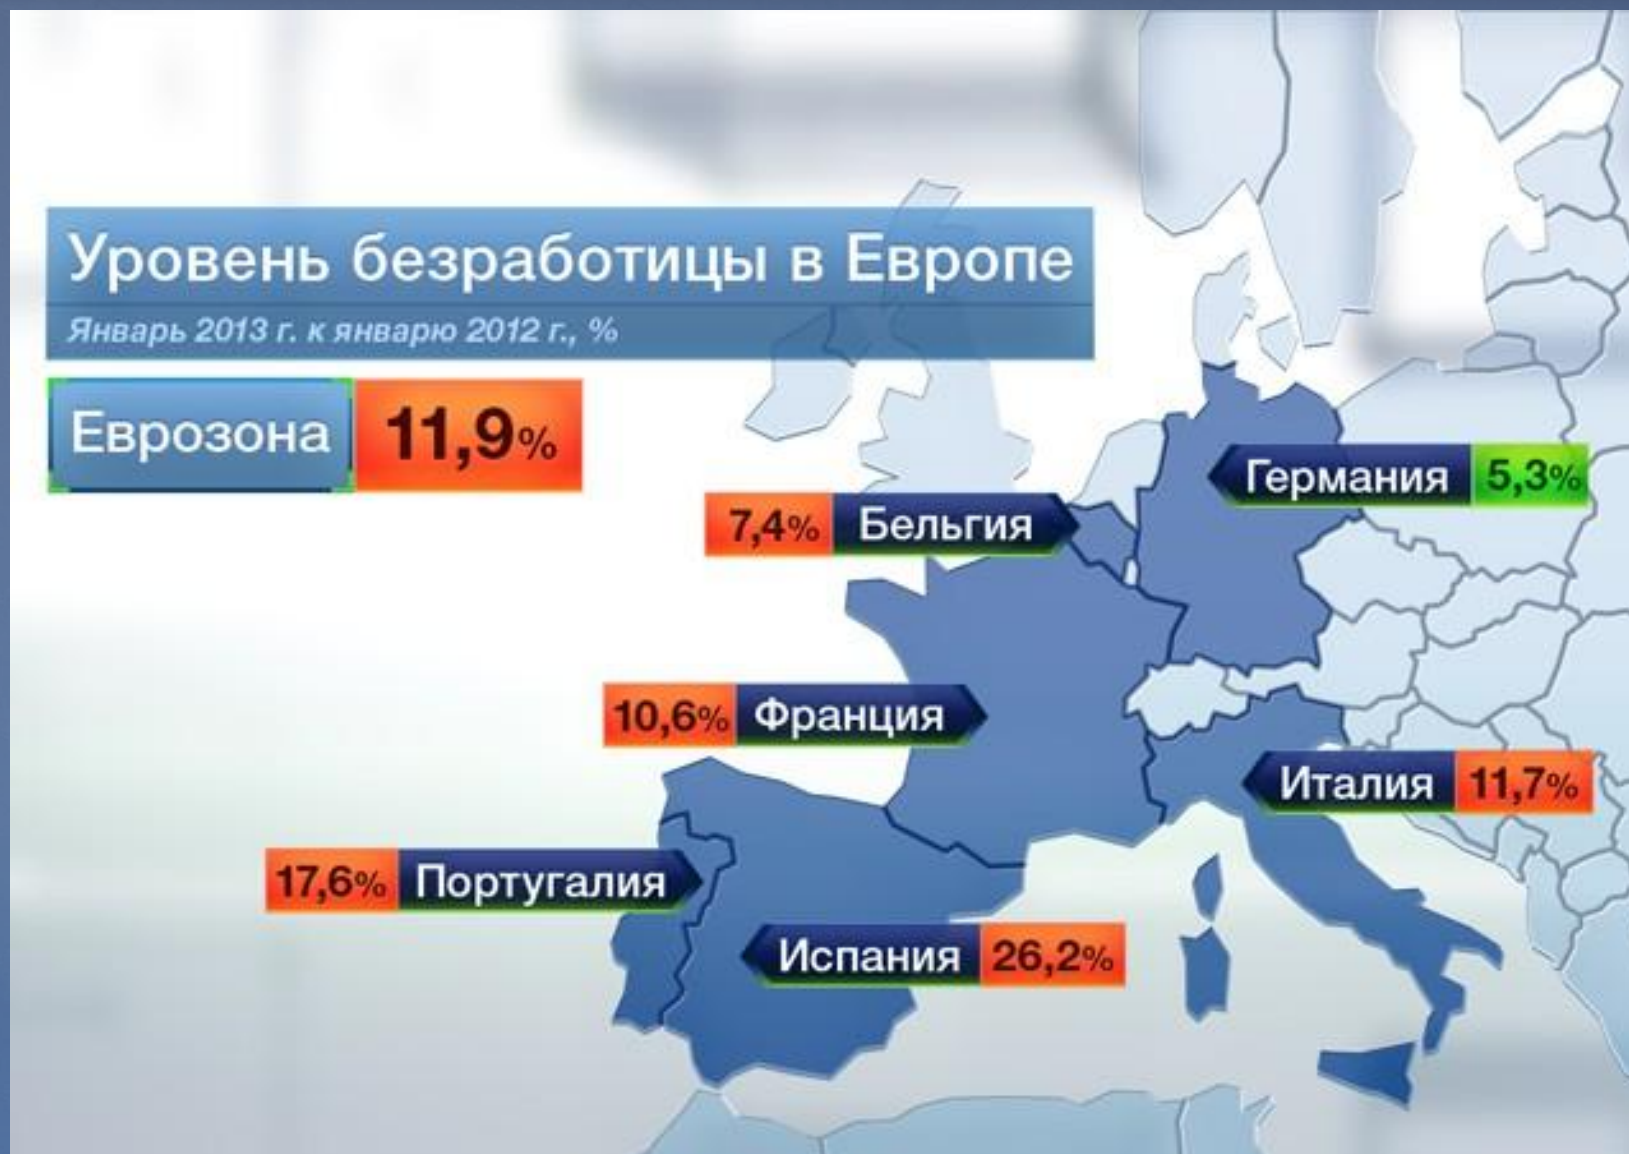 Уровень безработицы в Европе
Январь 2013 г. к январю 2012 г., %
Еврозона 11,9%
Германия 5,3%
7,4% Бельгия
10,6% Франция
Италия 11,7%
17,6% Португалия
Испания 26,2%